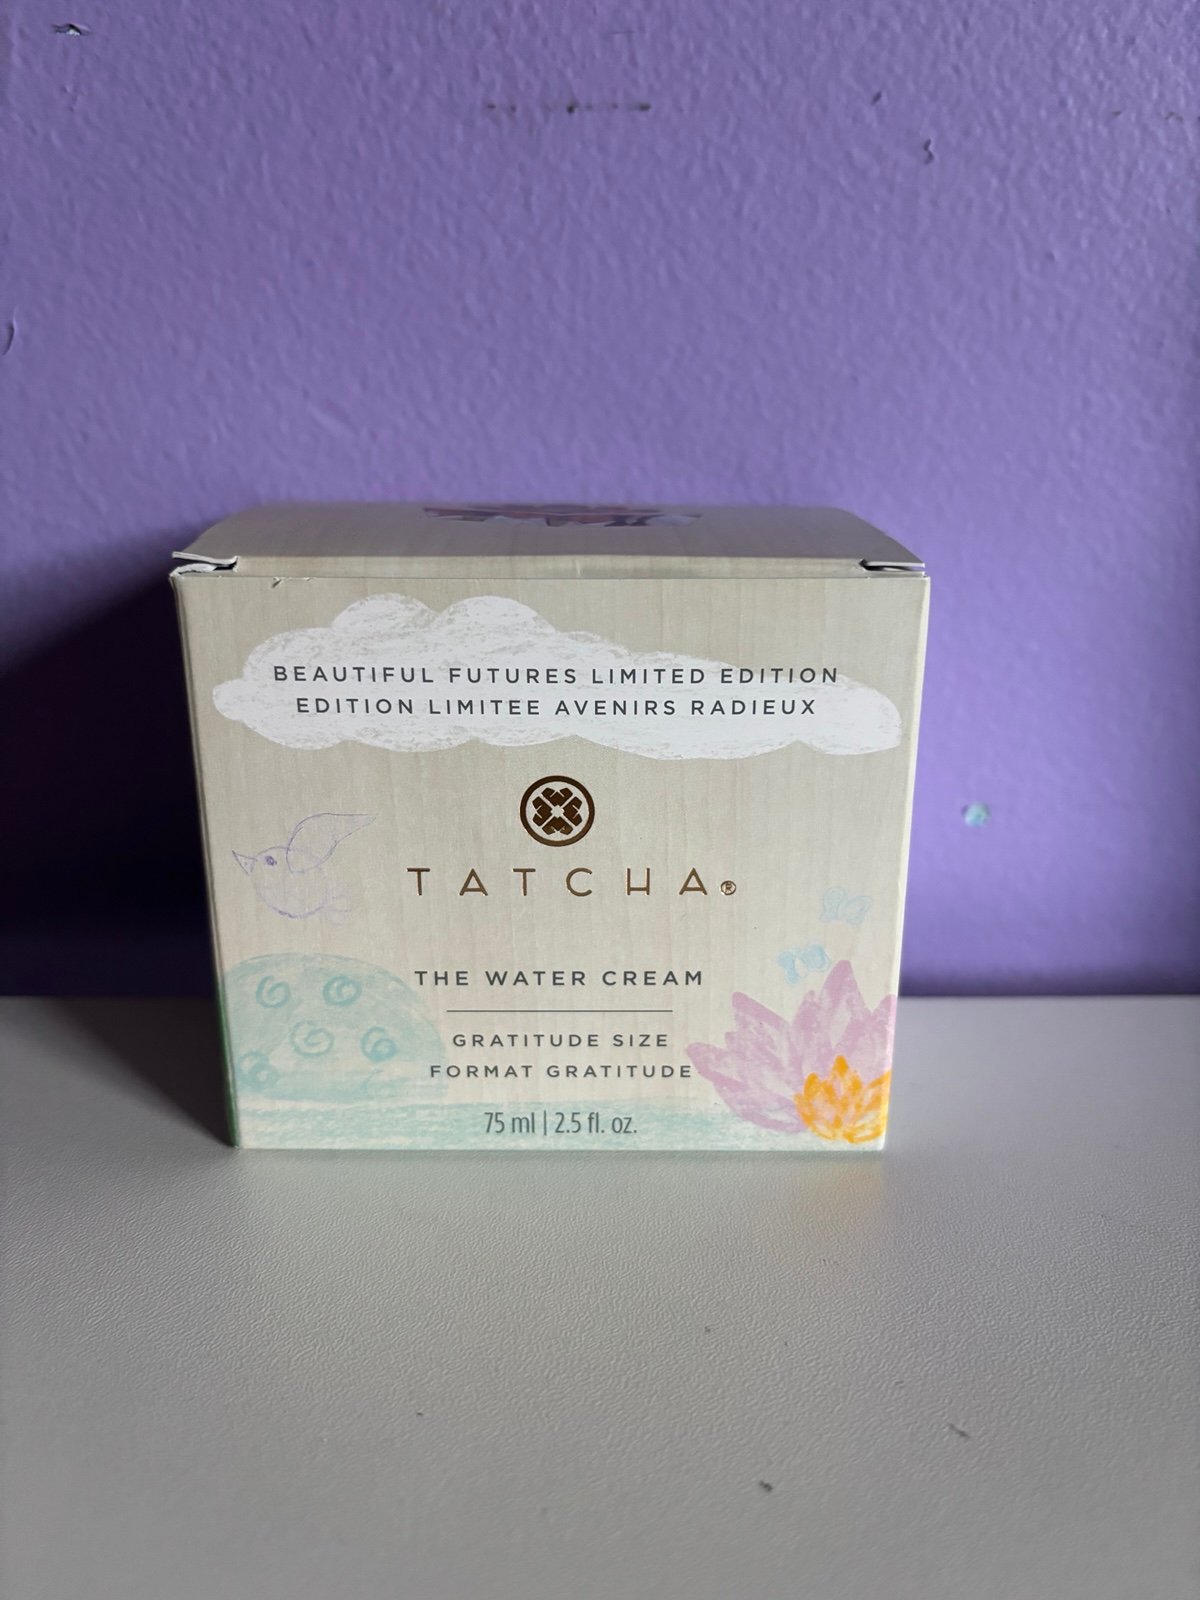 BEAUTIFUL FUTURES LIMITED EDITION
EDITION LIMITEE AVENIRS RADIEUX
TATCHA®
THE WATER CREAM
GRATITUDE SIZE
FORMAT GRATITUDE
75 ml | 2.5 fl. oz.